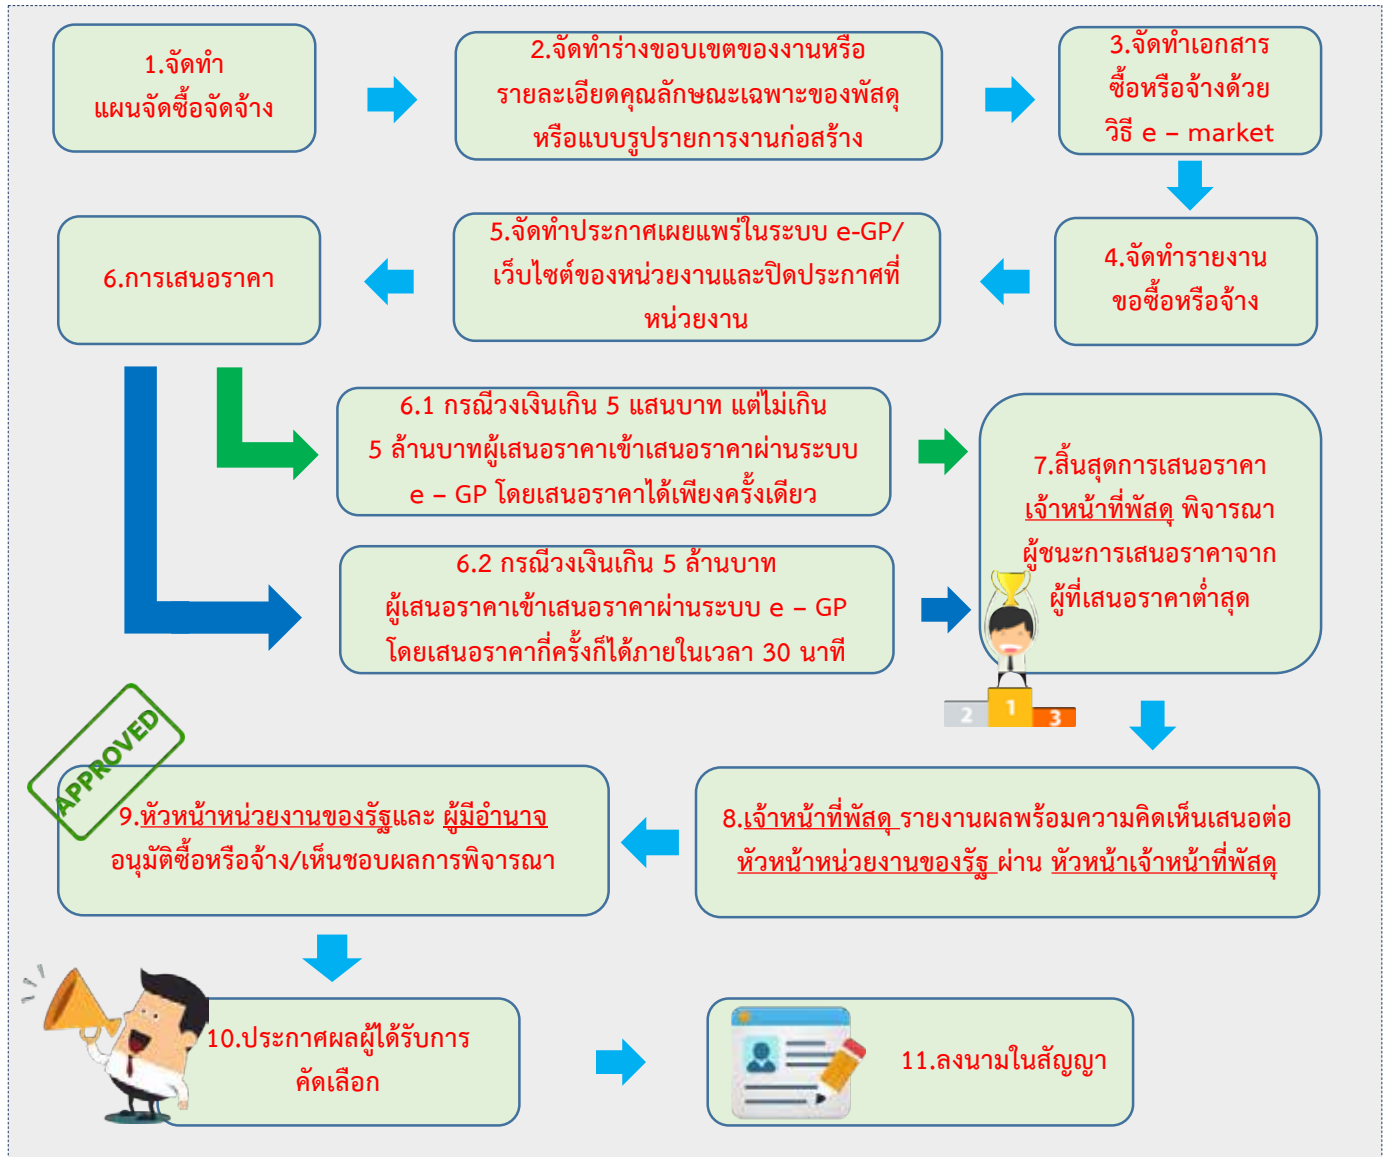 1.จัดทำ
แผนจัดซื้อจัดจ้าง
2.จัดทำร่างขอบเขตของงานหรือ
รายละเอียดคุณลักษณะเฉพาะของพัสดุ
หรือแบบรูปรายการงานก่อสร้าง
3.จัดทำเอกสาร
ซื้อหรือจ้างด้วย
วิธี e – market
4.จัดทำรายงาน
ขอซื้อหรือจ้าง
5.จัดทำประกาศเผยแพร่ในระบบ e-GP/
เว็บไซต์ของหน่วยงานและปิดประกาศที่
หน่วยงาน
6.การเสนอราคา
6.1 กรณีวงเงินเกิน 5 แสนบาท แต่ไม่เกิน
5 ล้านบาทผู้เสนอราคาเข้าเสนอราคาผ่านระบบ
e – GP โดยเสนอราคาได้เพียงครั้งเดียว
6.2 กรณีวงเงินเกิน 5 ล้านบาท
ผู้เสนอราคาเข้าเสนอราคาผ่านระบบ e – GP
โดยเสนอราคากี่ครั้งก็ได้ภายในเวลา 30 นาที
7.สิ้นสุดการเสนอราคา
เจ้าหน้าที่พัสดุ พิจารณา
ผู้ชนะการเสนอราคาจาก
ผู้ที่เสนอราคาต่ำสุด
2 1 3
8.เจ้าหน้าที่พัสดุ รายงานผลพร้อมความคิดเห็นเสนอต่อ
หัวหน้าหน่วยงานของรัฐ ผ่าน หัวหน้าเจ้าหน้าที่พัสดุ
APPROVED
9.หัวหน้าหน่วยงานของรัฐและ ผู้มีอำนาจ
อนุมัติซื้อหรือจ้าง/เห็นชอบผลการพิจารณา
10.ประกาศผลผู้ได้รับการ
คัดเลือก
11.ลงนามในสัญญา